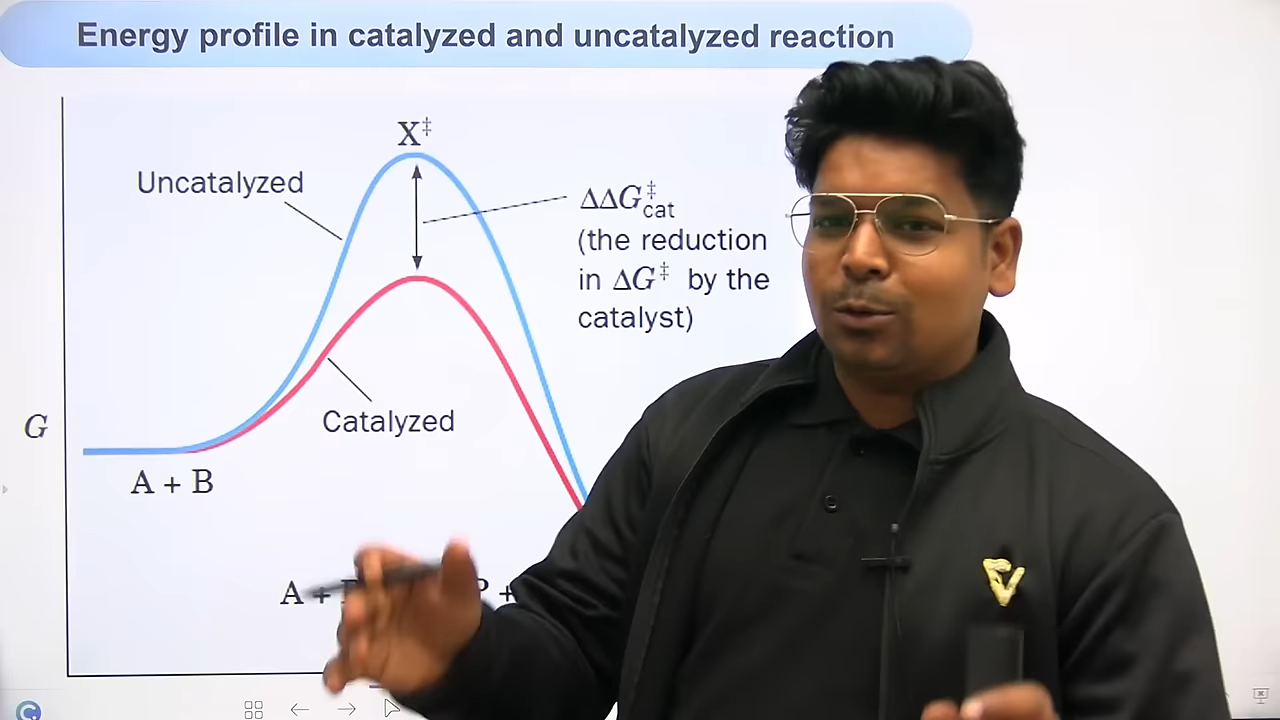 Energy profile in catalyzed and uncatalyzed reaction
X‡
Uncatalyzed
ΔΔG‡cat
(the reduction
in ΔG‡ by the
catalyst)
Catalyzed
G
A + B
A +
P +